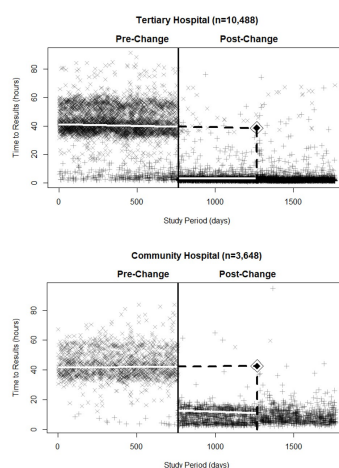 Tertiary Hospital (n=10,488)
Pre-Change Post-Change
Time to Results (hours)
80
60
40
20
0
0 500 1000 1500
Study Period (days)
Community Hospital (n=3,648)
Pre-Change Post-Change
Time to Results (hours)
80
60
40
20
0
0 500 1000 1500
Study Period (days)